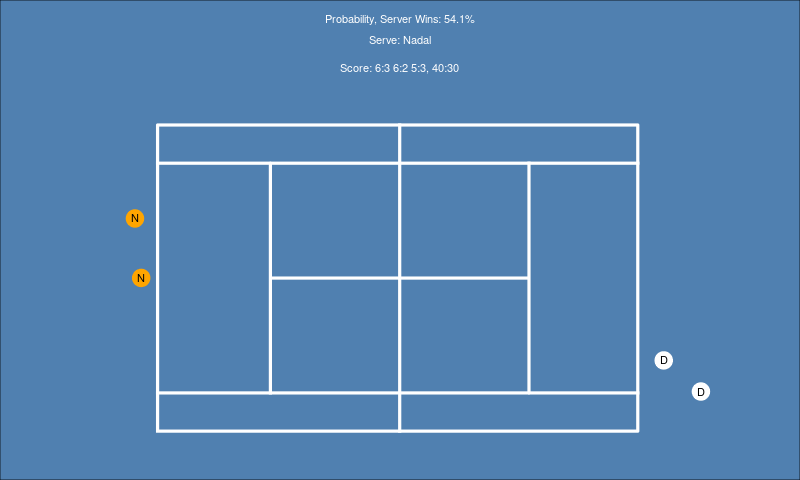 Probability, Server Wins: 54.1%
Serve: Nadal
Score: 6:3 6:2 5:3, 40:30
N
N
D
D